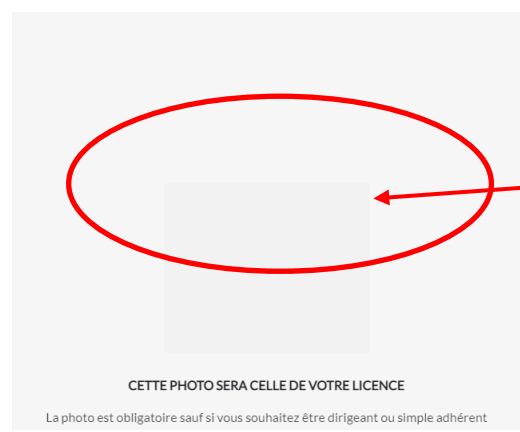 CETTE PHOTO SERA CELLE DE VOTRE LICENCE
La photo est obligatoire sauf si vous souhaitez être dirigeant ou simple adhérent